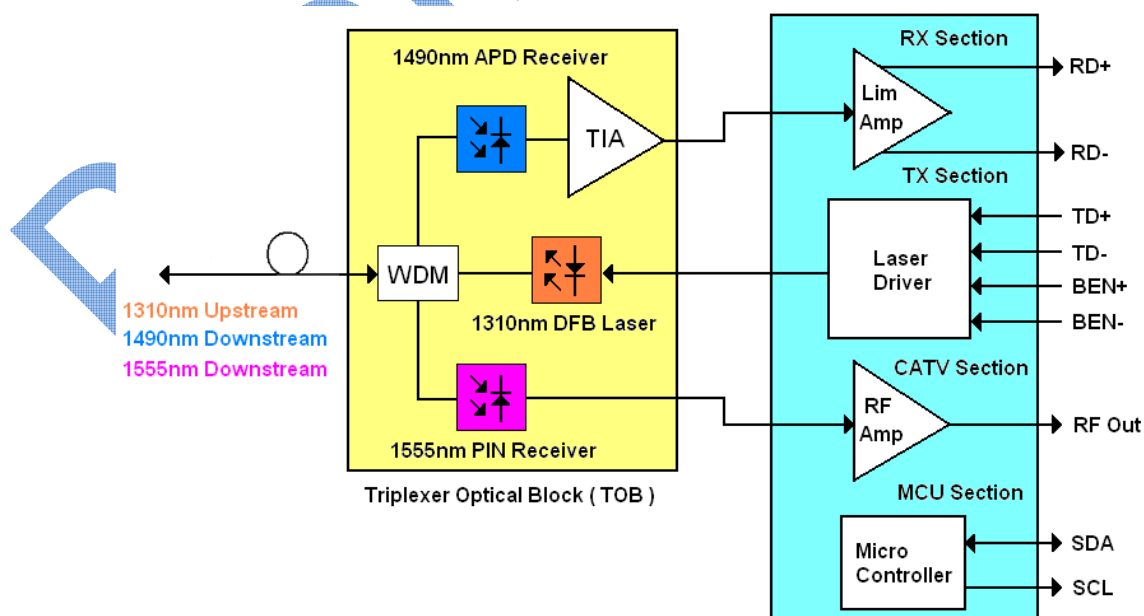 1490nm APD Receiver
TIA
WDM
1310nm DFB Laser
1555nm PIN Receiver
Triplexer Optical Block ( TOB )
1310nm Upstream
1490nm Downstream
1555nm Downstream
RX Section
Lim
Amp
RD+
RD-
TX Section
Laser
Driver
TD+
TD-
BEN+
BEN-
CATV Section
RF
Amp
RF Out
MCU Section
Micro
Controller
SDA
SCL